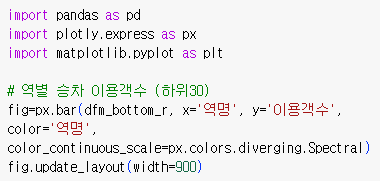 import pandas as pd
import plotly.express as px
import matplotlib.pyplot as plt
# 역별 승차 이용객수 (하위30)
fig=px.bar(dfm_bottom_r, x='역명', y='이용객수',
color='역명',
color_continuous_scale=px.colors.diverging.Spectral)
fig.update_layout(width=900)